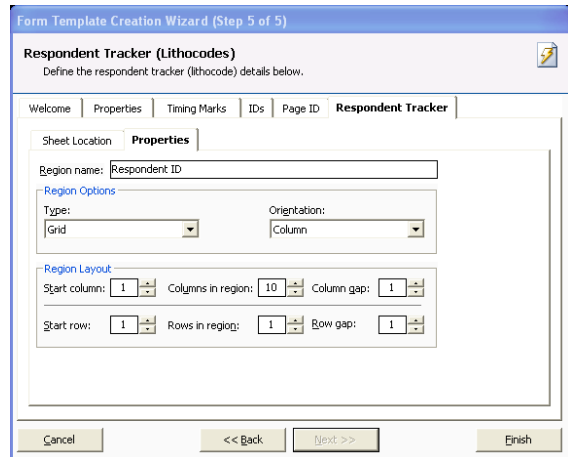 Form Template Creation Wizard (Step 5 of 5)
Respondent Tracker (Lithocodes)
Define the respondent tracker (lithocode) details below.
Welcome Properties Timing Marks IDs Page ID Respondent Tracker
Sheet Location Properties
Region name: Respondent ID
Region Options
Type: Orientation:
Grid Column
Region Layout
Start column: 1 Columns in region: 10 Column gap: 1
Start row: 1 Rows in region: 1 Row gap: 1
Cancel << Back Next >> Finish